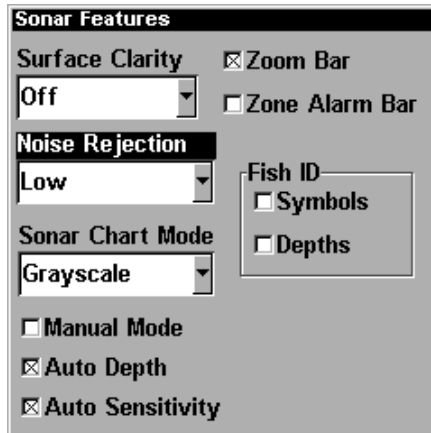 Sonar Features
Surface Clarity
Off
Noise Rejection
Low
Sonar Chart Mode
Grayscale
Manual Mode
Auto Depth
Auto Sensitivity
Zoom Bar
Zone Alarm Bar
Fish ID
Symbols
Depths